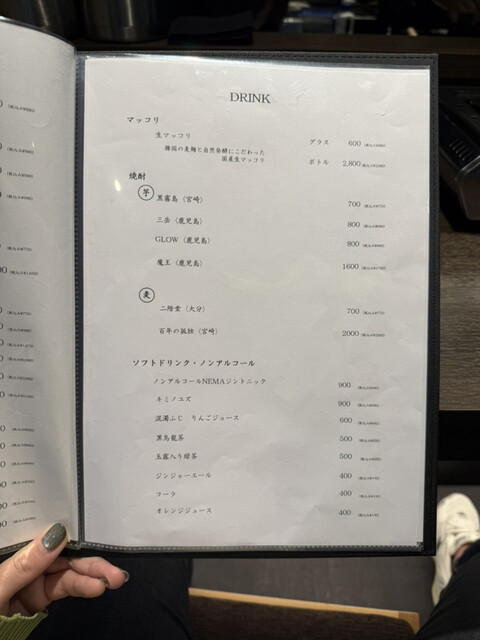 DRINK
マッコリ
生マッコリ
韓国の麦麹と自然発酵にこだわった
国産生マッコリ
グラス 600
ボトル 2,800
焼酎
芋
黒霧島（宮崎） 700
三岳（鹿児島） 800
GLOW（鹿児島） 800
魔王（鹿児島） 1600
麦
二階堂（大分） 700
百年の孤独（宮崎） 2000
ソフトドリンク・ノンアルコール
ノンアルコールNEMAジントニック 900
キミノユズ 900
混濁ふじ りんごジュース 600
黒烏龍茶 500
玉露入り緑茶 500
ジンジャーエール 400
コーラ 400
オレンジジュース 400